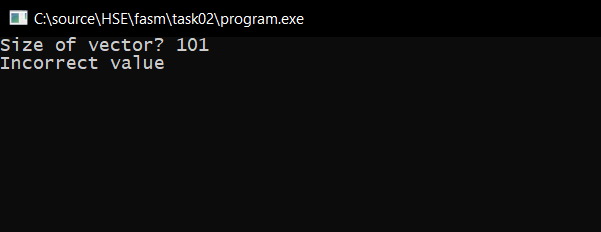 C:\source\HSE\fasm\task02\program.exe
Size of vector? 101
Incorrect value